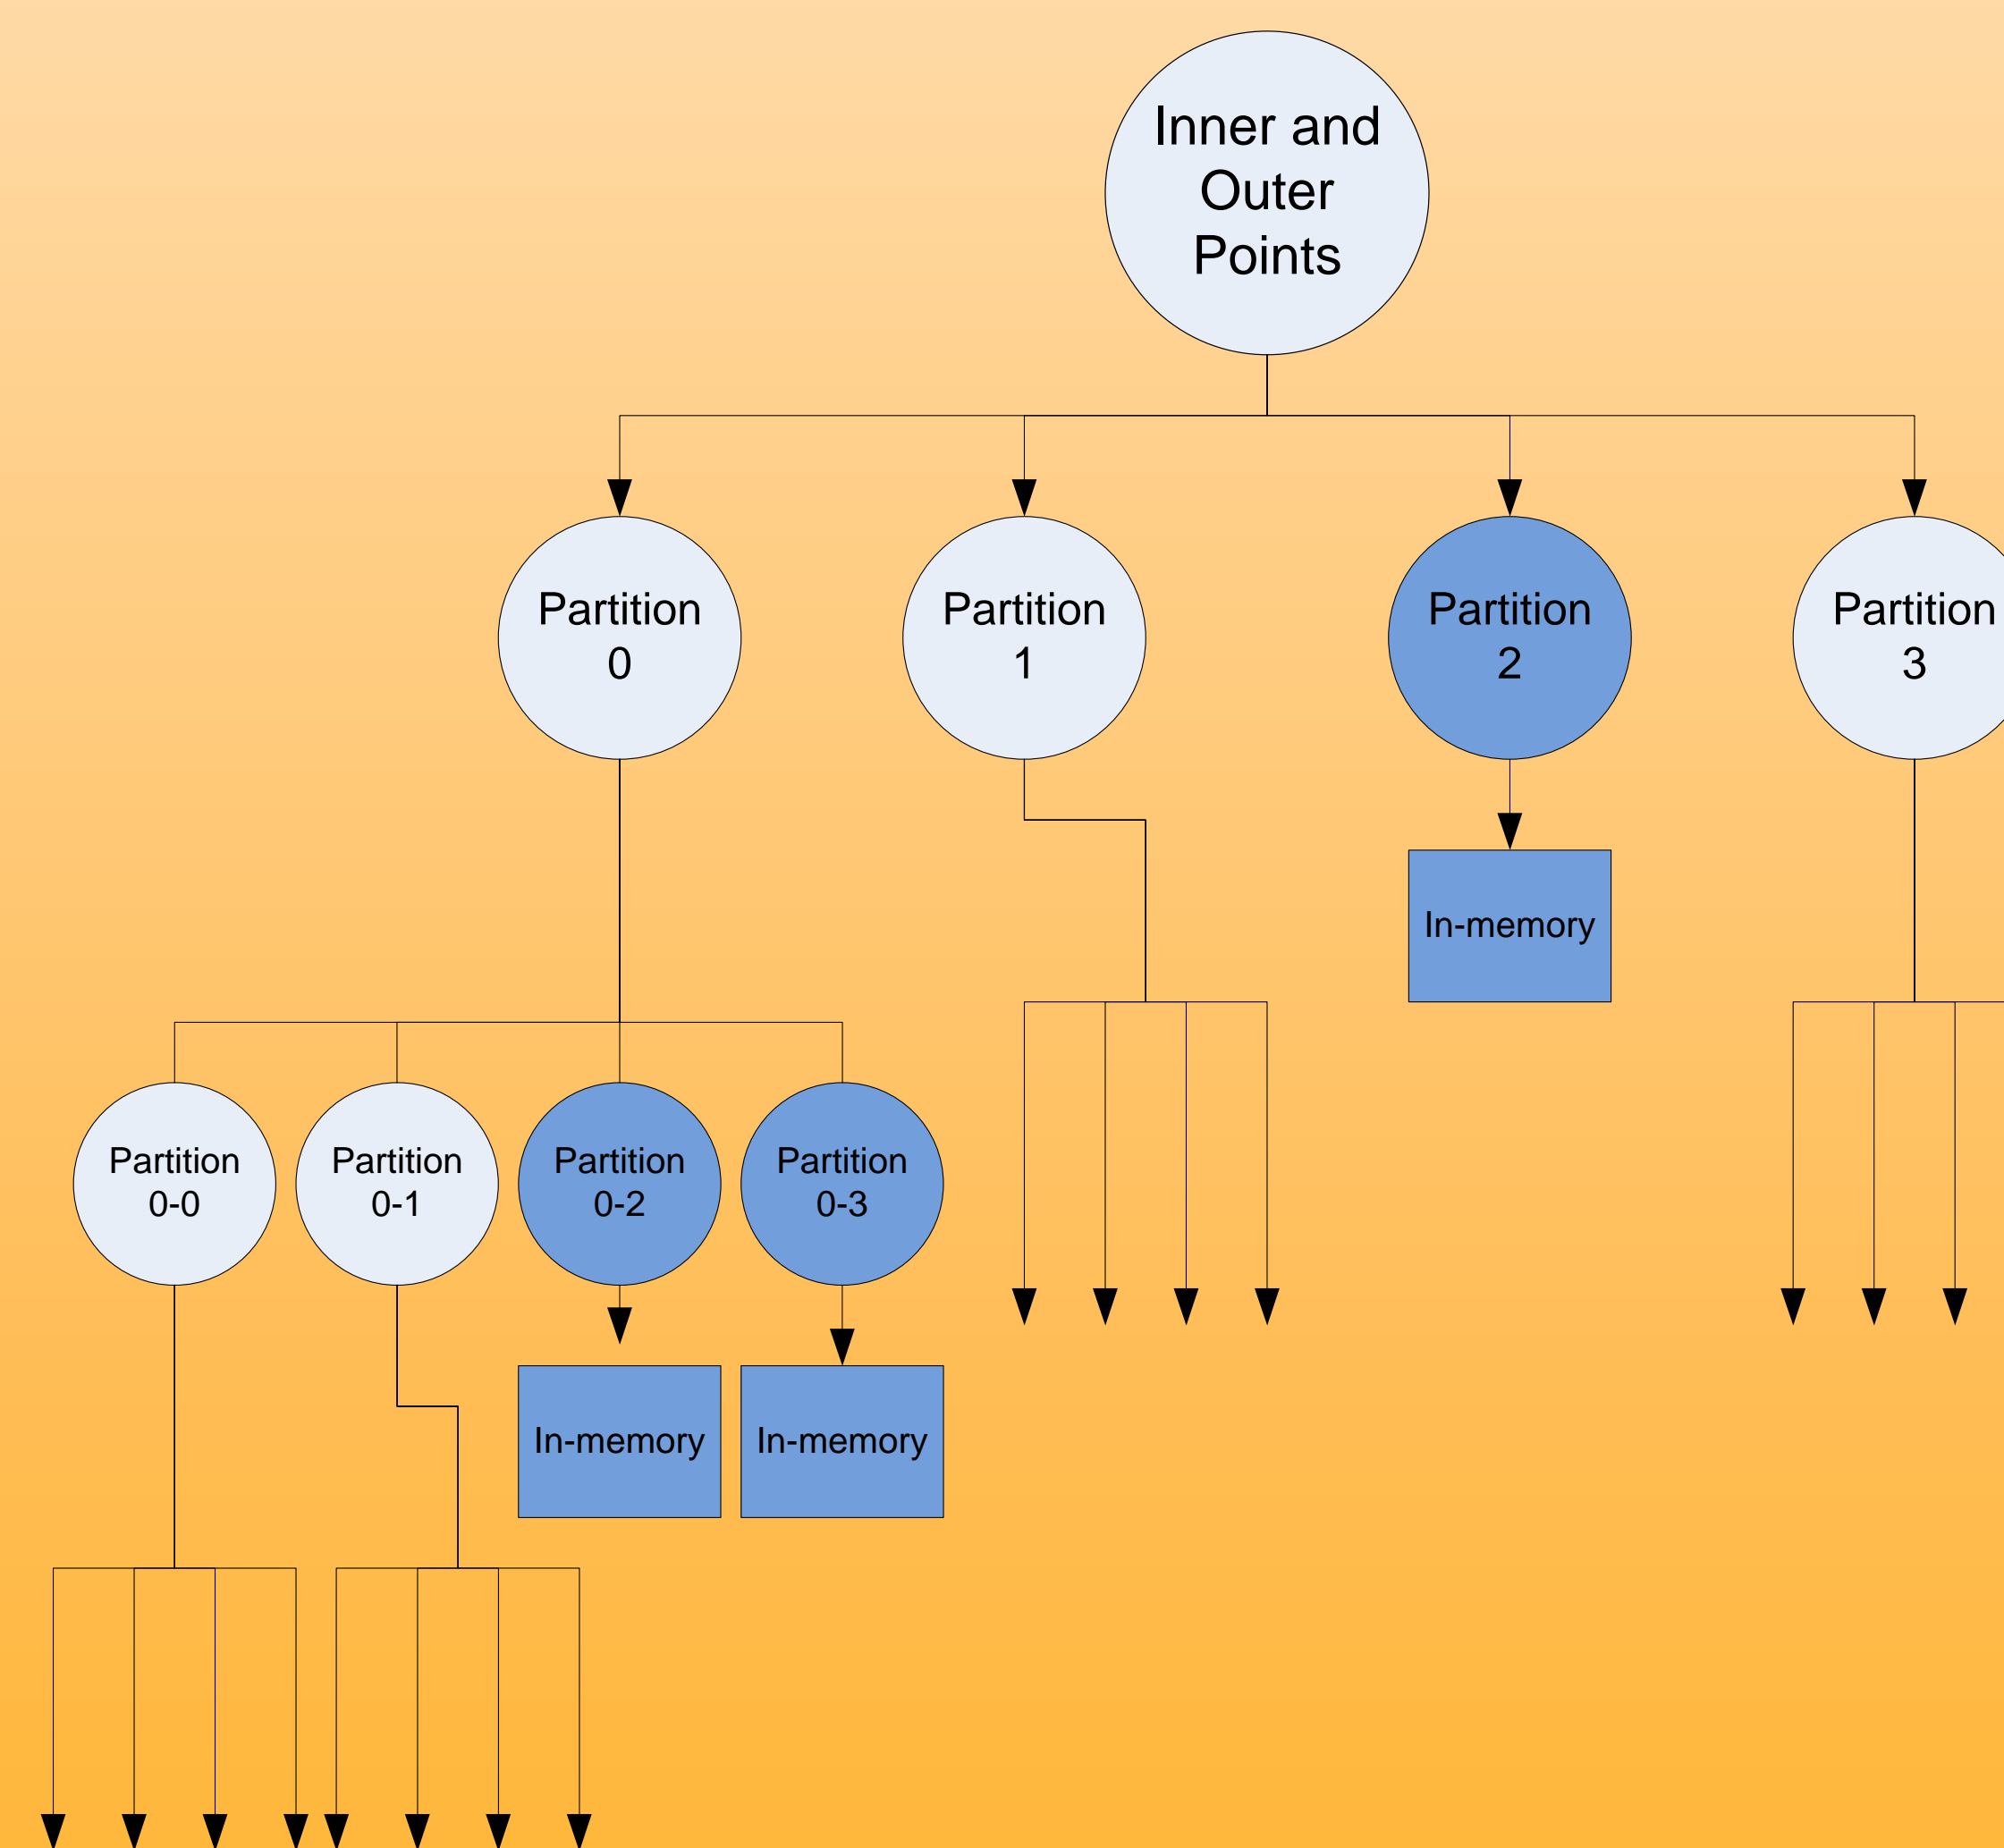 Inner and
Outer
Points
Partition
0
Partition
1
Partition
2
Partition
3
In-memory
Partition
0-0
Partition
0-1
Partition
0-2
Partition
0-3
In-memory
In-memory